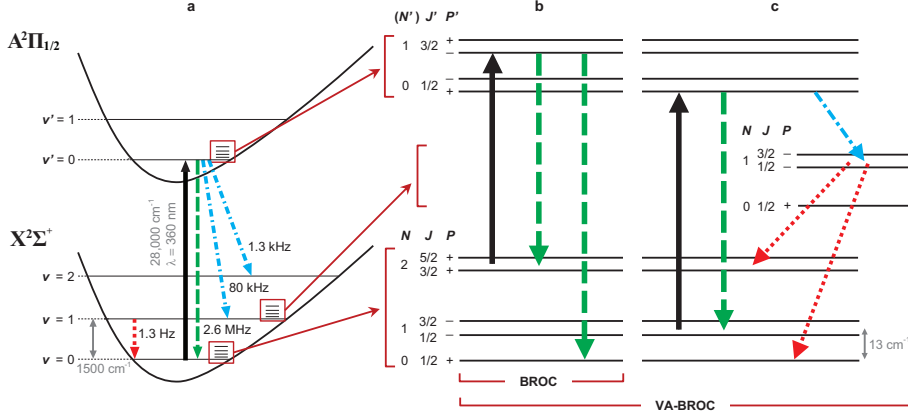 a
b
c
A²Π₁/₂
v' = 1
v' = 0
28,000 cm⁻¹
λ = 360 nm
1.3 kHz
80 kHz
2.6 MHz
1.3 Hz
X²Σ⁺
v = 2
v = 1
v = 0
1500 cm⁻¹
(N') J' P'
1 3/2 +
–
0 1/2 –
+
N J P
2 5/2 +
3/2 +
1 3/2 –
1/2 –
0 1/2 +
N J P
1 3/2 –
1/2 –
0 1/2 +
13 cm⁻¹
BROC
VA-BROC